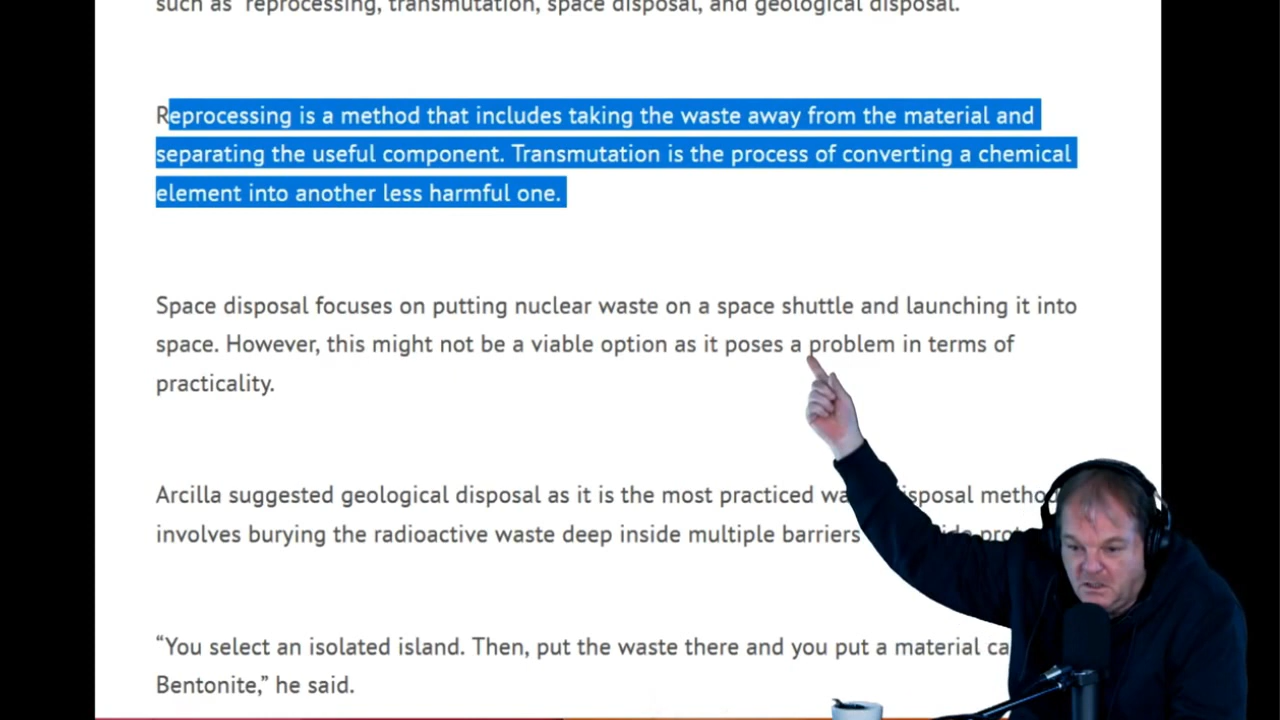 such as "reprocessing, transmutation, space disposal, and geological disposal.
Reprocessing is a method that includes taking the waste away from the material and
separating the useful component. Transmutation is the process of converting a chemical
element into another less harmful one.
Space disposal focuses on putting nuclear waste on a space shuttle and launching it into
space. However, this might not be a viable option as it poses a problem in terms of
practicality.
Arcilla suggested geological disposal as it is the most practiced
involves burying the radioactive waste deep inside multiple barriers
“You select an isolated island. Then, put the waste there and you put a material
Bentonite,” he said.